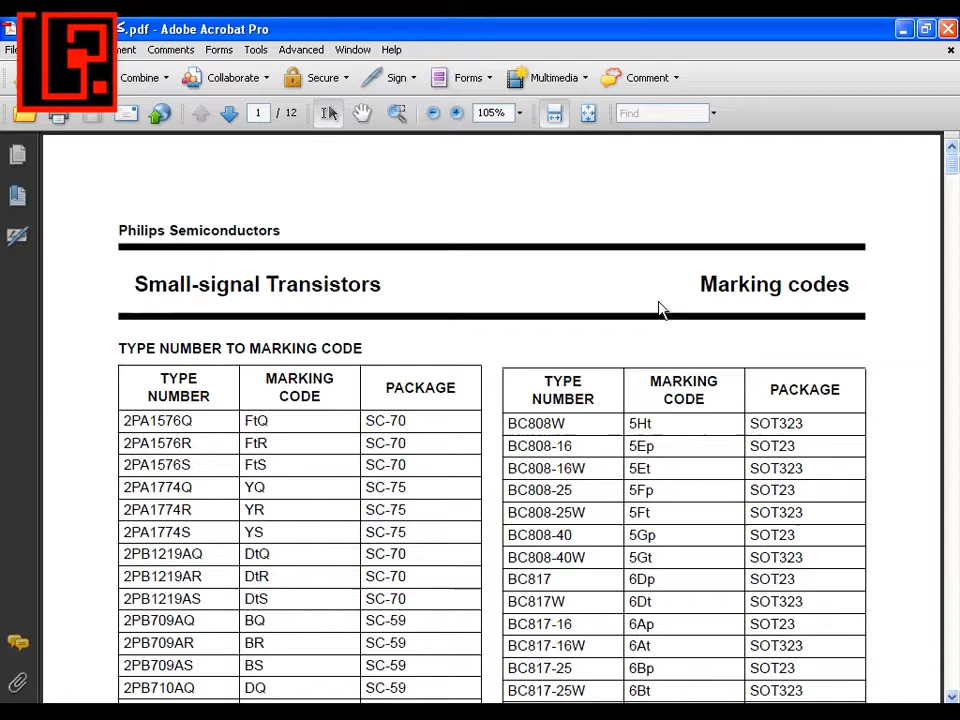 .pdf - Adobe Acrobat Pro
ment Comments Forms Tools Advanced Window Help
Combine Collaborate Secure Sign Forms Multimedia Comment
1 / 12 105% Find
Philips Semiconductors
Small-signal Transistors Marking codes
TYPE NUMBER TO MARKING CODE
TYPE NUMBER MARKING CODE PACKAGE
2PA1576Q FtQ SC-70
2PA1576R FtR SC-70
2PA1576S FtS SC-70
2PA1774Q YQ SC-75
2PA1774R YR SC-75
2PA1774S YS SC-75
2PB1219AQ DtQ SC-70
2PB1219AR DtR SC-70
2PB1219AS DtS SC-70
2PB709AQ BQ SC-59
2PB709AR BR SC-59
2PB709AS BS SC-59
2PB710AQ DQ SC-59
TYPE NUMBER MARKING CODE PACKAGE
BC808W 5Ht SOT323
BC808-16 5Ep SOT23
BC808-16W 5Et SOT323
BC808-25 5Fp SOT23
BC808-25W 5Ft SOT323
BC808-40 5Gp SOT23
BC808-40W 5Gt SOT323
BC817 6Dp SOT23
BC817W 6Dt SOT323
BC817-16 6Ap SOT23
BC817-16W 6At SOT323
BC817-25 6Bp SOT23
BC817-25W 6Bt SOT323